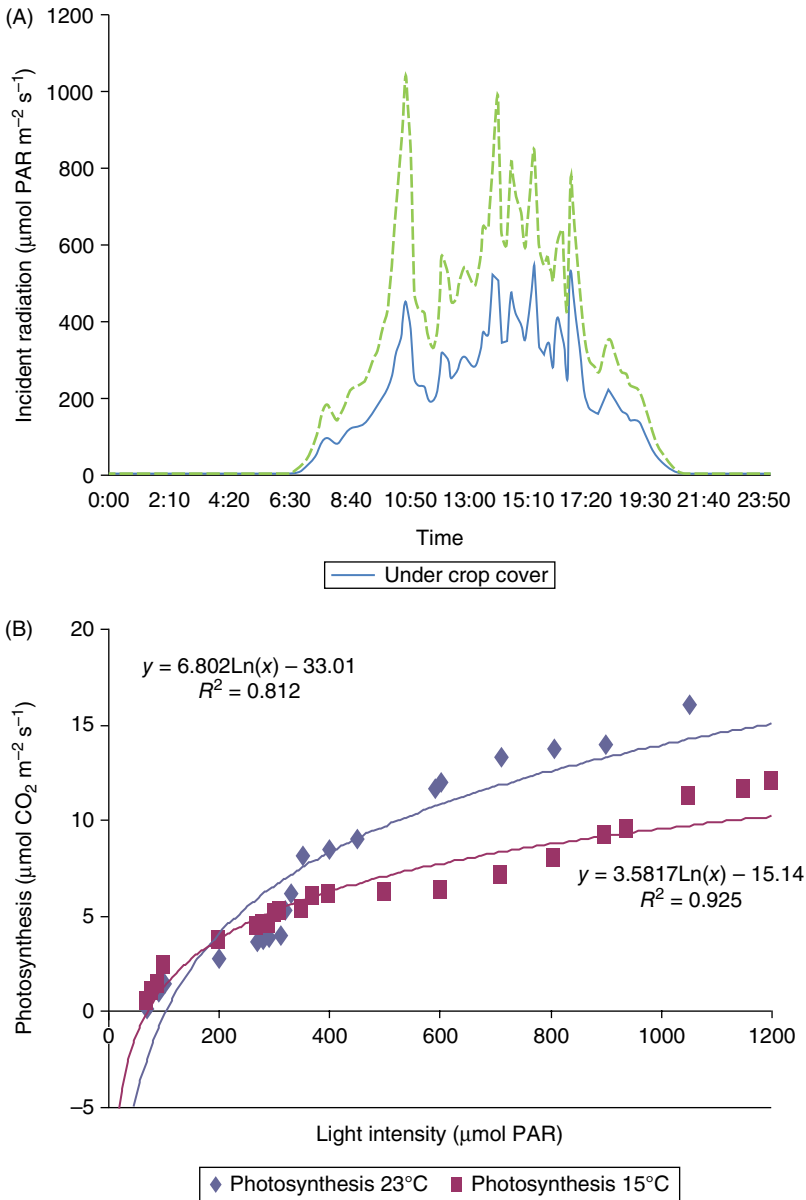 (A)
1200
1000
800
600
400
200
0
Incident radiation (μmol PAR m⁻² s⁻¹)
0:00 2:10 4:20 6:30 8:40 10:50 13:00 15:10 17:20 19:30 21:40 23:50
Time
Under crop cover
(B)
20
15
10
5
0
–5
Photosynthesis (μmol CO₂ m⁻² s⁻¹)
y = 6.802Ln(x) – 33.01
R² = 0.812
y = 3.5817Ln(x) – 15.14
R² = 0.925
0 200 400 600 800 1000 1200
Light intensity (μmol PAR)
Photosynthesis 23°C Photosynthesis 15°C